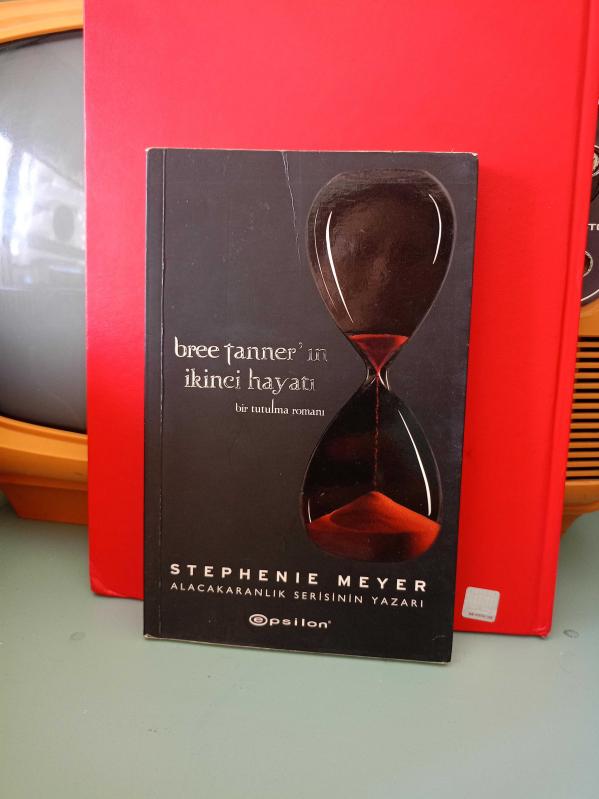 bree tanner'ın
ikinci hayatı
bir tutulma romanı
STEPHENIE MEYER
ALACAKARANLIK SERİSİNİN YAZARI
epsilon®